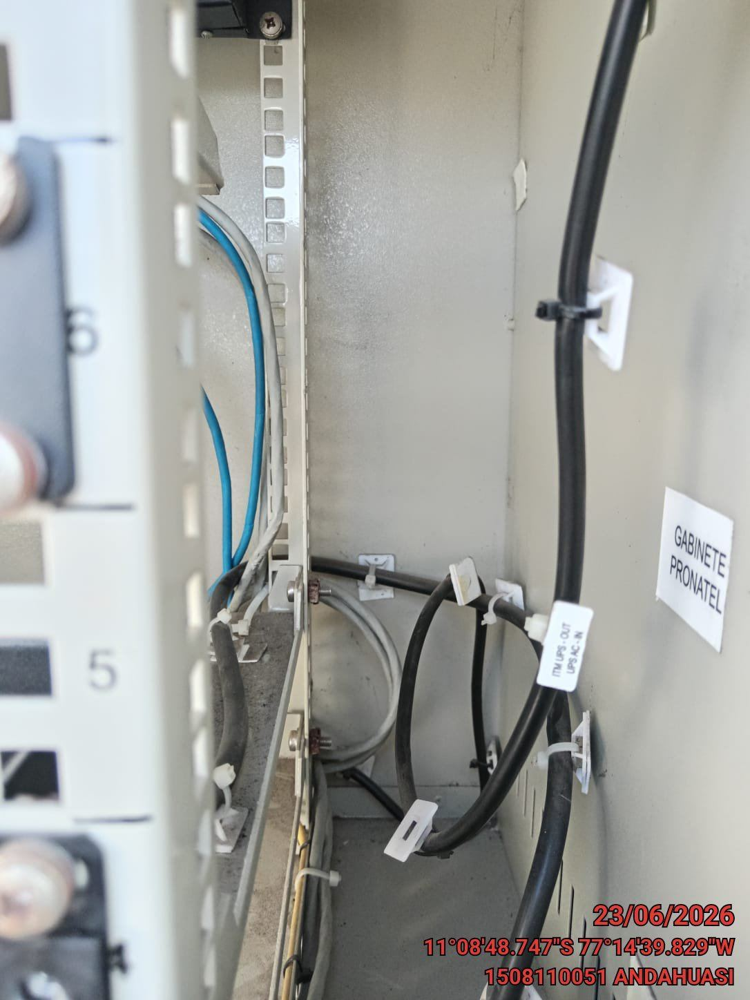 6
5
GABINETE
PRONATEL
ITM UPS - OUT
UPS AC - IN
23/06/2026
11°08'48.747"S 77°14'39.829"W
1508110051 ANDAHUASI